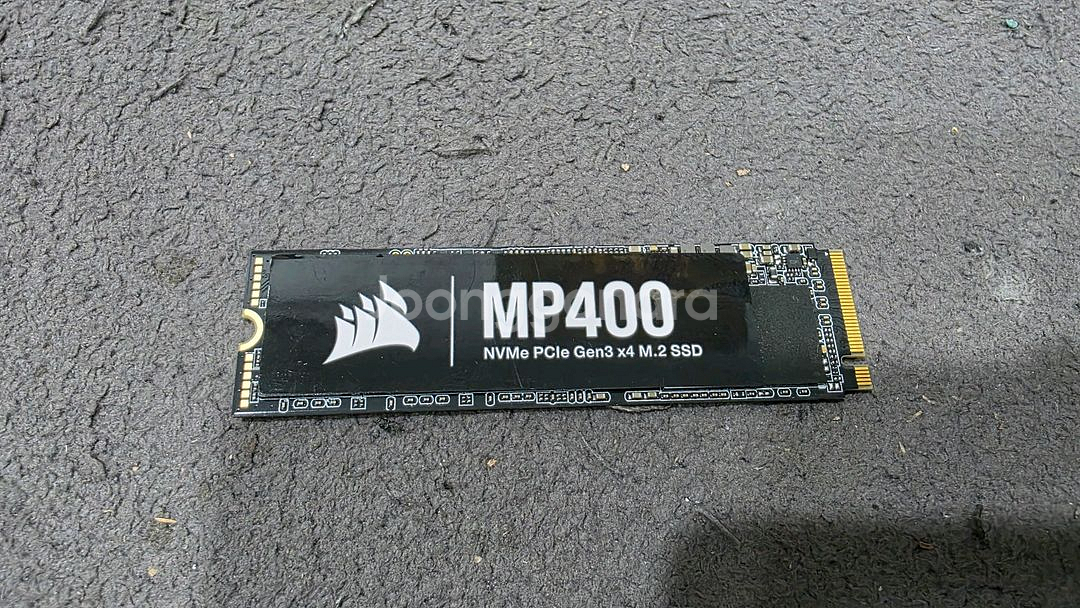 MP400
NVMe PCIe Gen3 x4 M.2 SSD